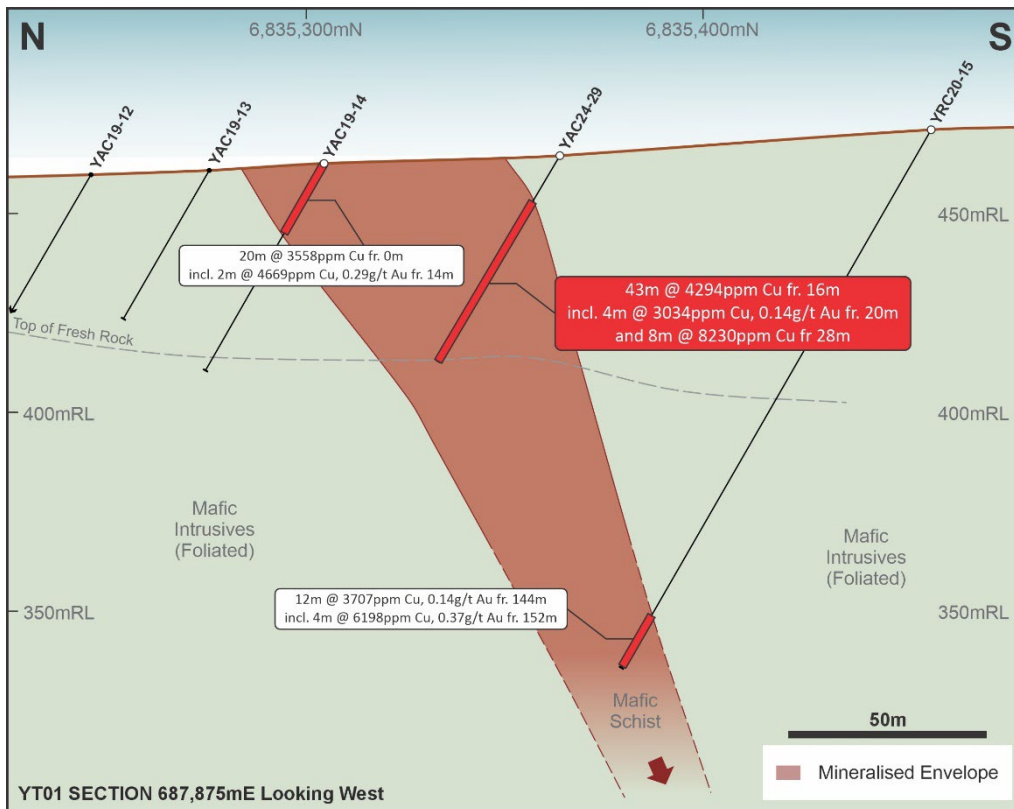 N
6,835,300mN
6,835,400mN
S
YAC19-12
YAC19-13
YAC19-14
YAC24-29
YRC20-15
450mRL
20m @ 3558ppm Cu fr. 0m
incl. 2m @ 4669ppm Cu, 0.29g/t Au fr. 14m
43m @ 4294ppm Cu fr. 16m
incl. 4m @ 3034ppm Cu, 0.14g/t Au fr. 20m
and 8m @ 8230ppm Cu fr 28m
Top of Fresh Rock
400mRL
400mRL
Mafic
Intrusives
(Foliated)
Mafic
Intrusives
(Foliated)
12m @ 3707ppm Cu, 0.14g/t Au fr. 144m
incl. 4m @ 6198ppm Cu, 0.37g/t Au fr. 152m
350mRL
350mRL
Mafic
Schist
50m
Mineralised Envelope
YT01 SECTION 687,875mE Looking West